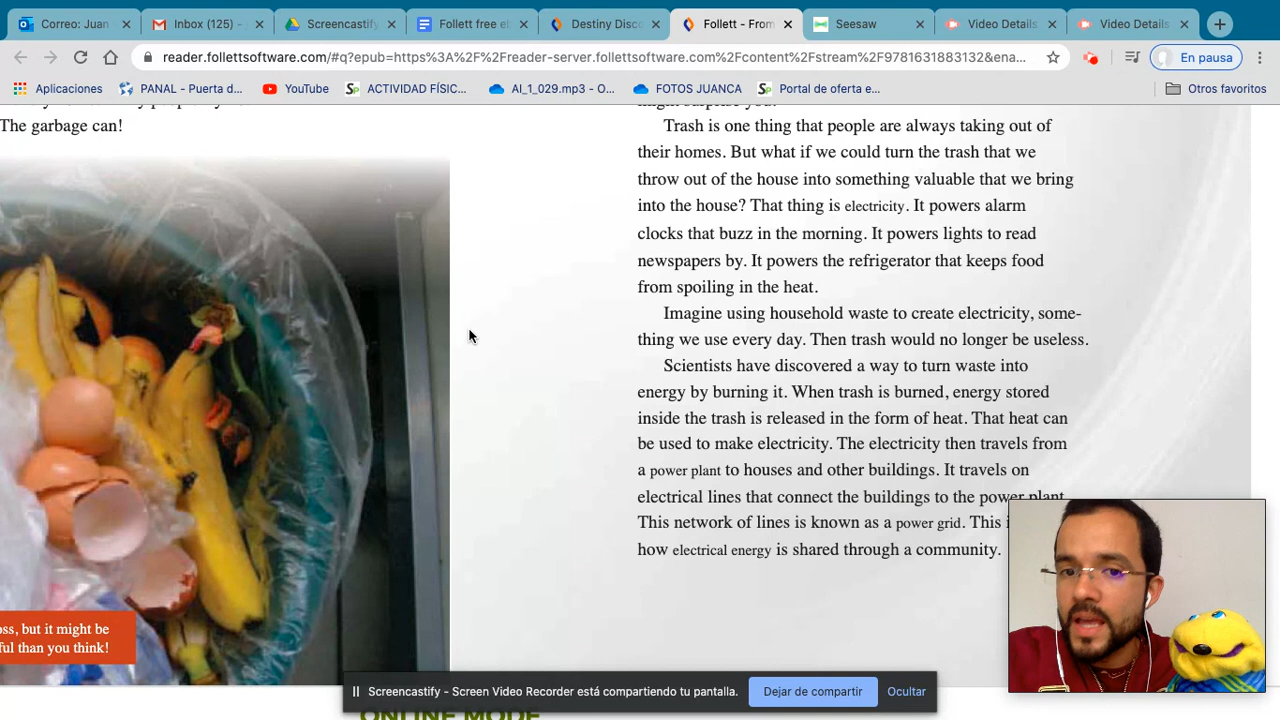 Correo: Juan
Inbox (125) -
Screencastify
Follett free e
Destiny Disco
Follett - From
Seesaw
Video Details
Video Details
reader.follettsoftware.com/#q?epub=https%3A%2F%2Freader-server.follettsoftware.com%2Fcontent%2Fstream%2F9781631883132&ena...
En pausa
Aplicaciones
PANAL - Puerta d...
YouTube
ACTIVIDAD FÍSIC...
AI_1_029.mp3 - O...
FOTOS JUANCA
Portal de oferta e...
Otros favoritos
The garbage can!
might surprise you.
Trash is one thing that people are always taking out of
their homes. But what if we could turn the trash that we
throw out of the house into something valuable that we bring
into the house? That thing is electricity. It powers alarm
clocks that buzz in the morning. It powers lights to read
newspapers by. It powers the refrigerator that keeps food
from spoiling in the heat.
Imagine using household waste to create electricity, some-
thing we use every day. Then trash would no longer be useless.
Scientists have discovered a way to turn waste into
energy by burning it. When trash is burned, energy stored
inside the trash is released in the form of heat. That heat can
be used to make electricity. The electricity then travels from
a power plant to houses and other buildings. It travels on
electrical lines that connect the buildings to the power plant.
This network of lines is known as a power grid. This
how electrical energy is shared through a community.
oss, but it might be
ful than you think!
Screencastify - Screen Video Recorder está compartiendo tu pantalla.
Dejar de compartir
Ocultar
ONLINE MODE